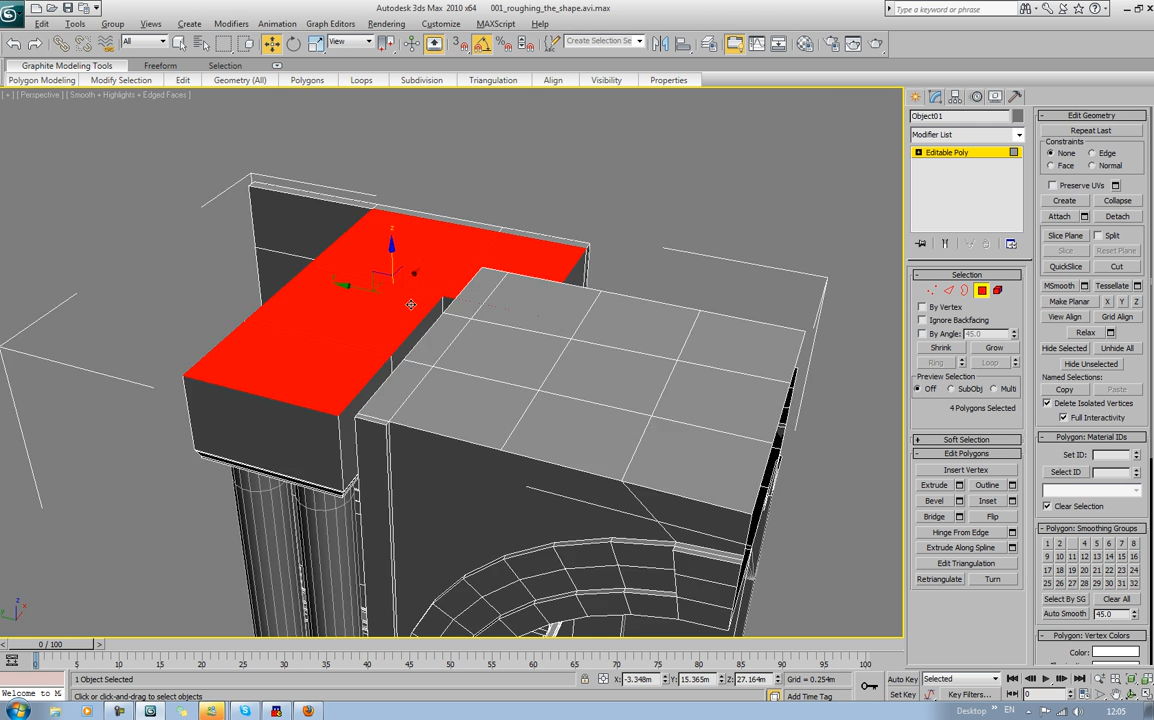 Autodesk 3ds Max 2010 x64 001_roughing_the_shape.avi.max
Enter a keyword or phrase
Edit Tools Group Views Create Modifiers Animation Graph Editors Rendering Customize MAXScript Help
All View Create Selection Se
Graphite Modeling Tools Freeform Selection
Polygon Modeling Modify Selection Edit Geometry (All) Polygons Loops Subdivision Triangulation Align Visibility Properties
[ + ] [ Perspective ] [ Smooth + Highlights + Edged Faces ]
z
z
x
Object01
Modifier List
Editable Poly
- Selection
By Vertex
Ignore Backfacing
By Angle: 45.0
Shrink Grow
Ring Loop
Preview Selection
Off SubObj Multi
4 Polygons Selected
+ Soft Selection
- Edit Polygons
Insert Vertex
Extrude Outline
Bevel Inset
Bridge Flip
Hinge From Edge
Extrude Along Spline
Edit Triangulation
Retriangulate Turn
- Edit Geometry
Repeat Last
Constraints
None Edge
Face Normal
Preserve UVs
Create Collapse
Attach Detach
Slice Plane Split
Slice Reset Plane
QuickSlice Cut
MSmooth Tessellate
Make Planar X Y Z
View Align Grid Align
Relax
Hide Selected Unhide All
Hide Unselected
Named Selections:
Copy Paste
Delete Isolated Vertices
Full Interactivity
- Polygon: Material IDs
Set ID:
Select ID
Clear Selection
- Polygon: Smoothing Groups
1 2 4 5 6 7 8
9 10 11 12 13 14 15 16
17 18 19 20 21 22 23 24
25 26 27 28 29 30 31 32
Select By SG Clear All
Auto Smooth 45.0
- Polygon: Vertex Colors
Color:
< 0 / 100 >
0 5 10 15 20 25 30 35 40 45 50 55 60 65 70 75 80 85 90 95 100
1 Object Selected X: -3.348m Y: 15.365m Z: 27.164m Grid = 0.254m Auto Key Selected
Welcome to M Click or click-and-drag to select objects Add Time Tag Set Key Key Filters... 0
Desktop EN 12:05